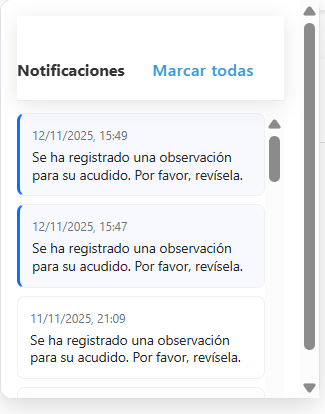 Notificaciones Marcar todas
12/11/2025, 15:49
Se ha registrado una observación
para su acudido. Por favor, revísela.
12/11/2025, 15:47
Se ha registrado una observación
para su acudido. Por favor, revísela.
11/11/2025, 21:09
Se ha registrado una observación
para su acudido. Por favor, revísela.